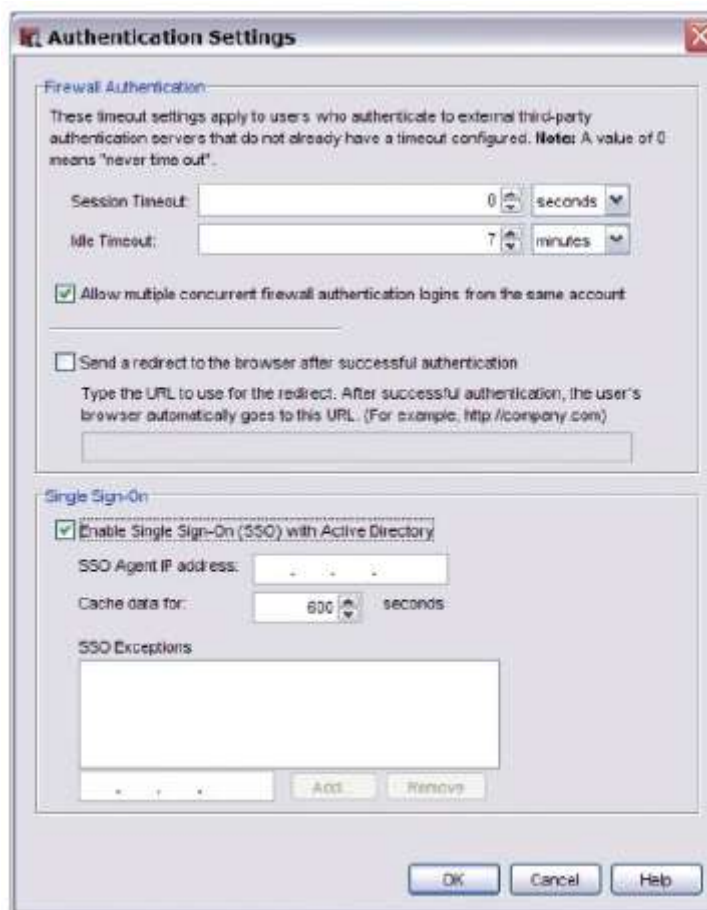 Authentication Settings
Firewall Authentication
These timeout settings apply to users who authenticate to external third-party
authentication servers that do not already have a timeout configured. Note: A value of 0
means "never time out".
Session Timeout: 0 seconds
Idle Timeout: 7 minutes
Allow multiple concurrent firewall authentication logins from the same account
Send a redirect to the browser after successful authentication
Type the URL to use for the redirect. After successful authentication, the user's
browser automatically goes to this URL. (For example, http://company.com)
Single Sign-On
Enable Single Sign-On (SSO) with Active Directory
SSO Agent IP address: . . .
Cache data for: 600 seconds
SSO Exceptions
. . . Add... Remove
OK Cancel Help